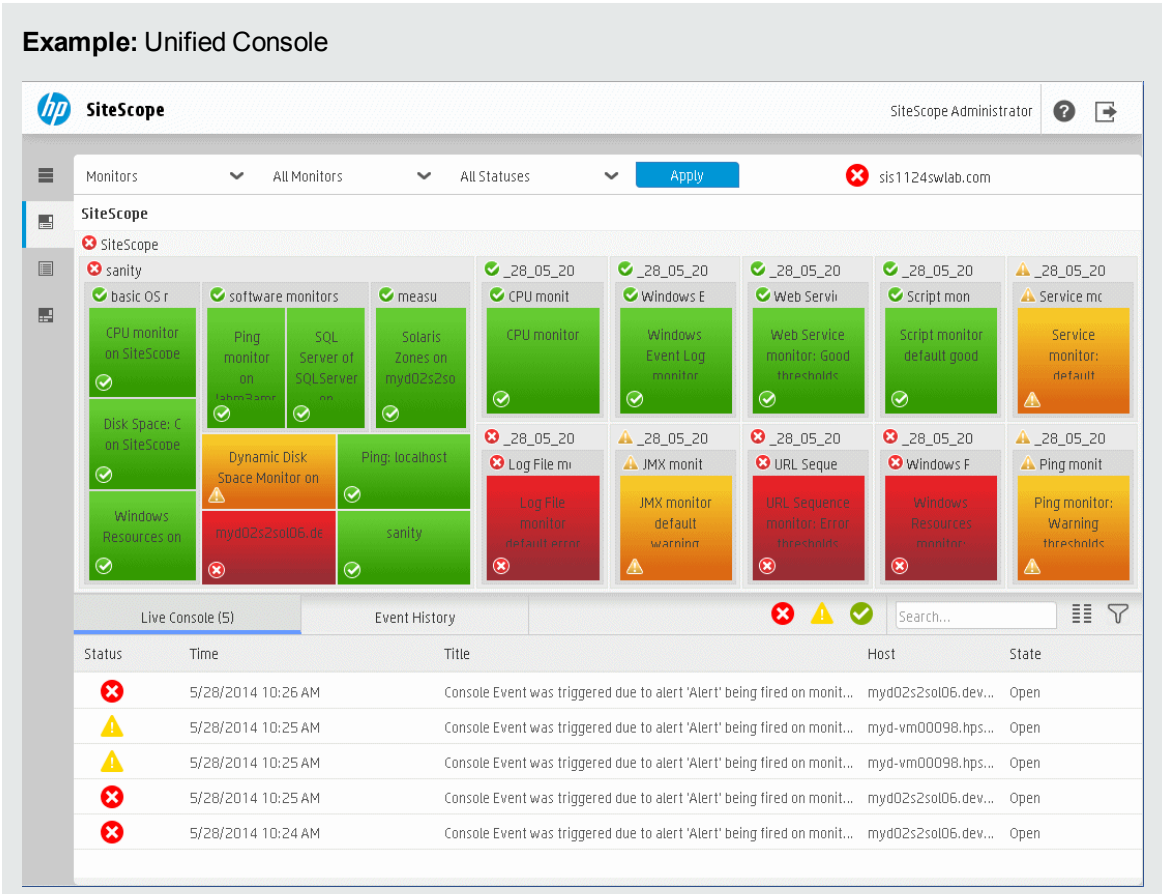 Example: Unified Console
hp
SiteScope
SiteScope Administrator
?
Monitors
All Monitors
All Statuses
Apply
sis1124swlab.com
SiteScope
SiteScope
sanity
_28_05_20
_28_05_20
_28_05_20
_28_05_20
_28_05_20
basic OS r
software monitors
measu
CPU monit
Windows E
Web Servi
Script mon
Service mc
CPU monitor
on SiteScope
Ping
monitor
on
SQL
Server of
SQLServer
on
Solaris
Zones on
myd02s2so
CPU monitor
Windows
Event Log
monitor
Web Service
monitor: Good
thresholds
Script monitor
default good
Service
monitor:
default
Disk Space: C
on SiteScope
Dynamic Disk
Space Monitor on
Ping: localhost
_28_05_20
_28_05_20
_28_05_20
_28_05_20
_28_05_20
Log File m
JMX monit
URL Seque
Windows F
Ping monit
Windows
Resources on
myd02s2sol06.de
sanity
Log File
monitor
default error
JMX monitor
default
warning
URL Sequence
monitor: Error
thresholds
Windows
Resources
monitor:
Ping monitor:
Warning
thresholds
Live Console (5)
Event History
Search...
Status Time Title Host State
5/28/2014 10:26 AM Console Event was triggered due to alert 'Alert' being fired on monit... myd02s2sol06.dev... Open
5/28/2014 10:25 AM Console Event was triggered due to alert 'Alert' being fired on monit... myd-vm00098.hps... Open
5/28/2014 10:25 AM Console Event was triggered due to alert 'Alert' being fired on monit... myd-vm00098.hps... Open
5/28/2014 10:25 AM Console Event was triggered due to alert 'Alert' being fired on monit... myd02s2sol06.dev... Open
5/28/2014 10:24 AM Console Event was triggered due to alert 'Alert' being fired on monit... myd02s2sol06.dev... Open